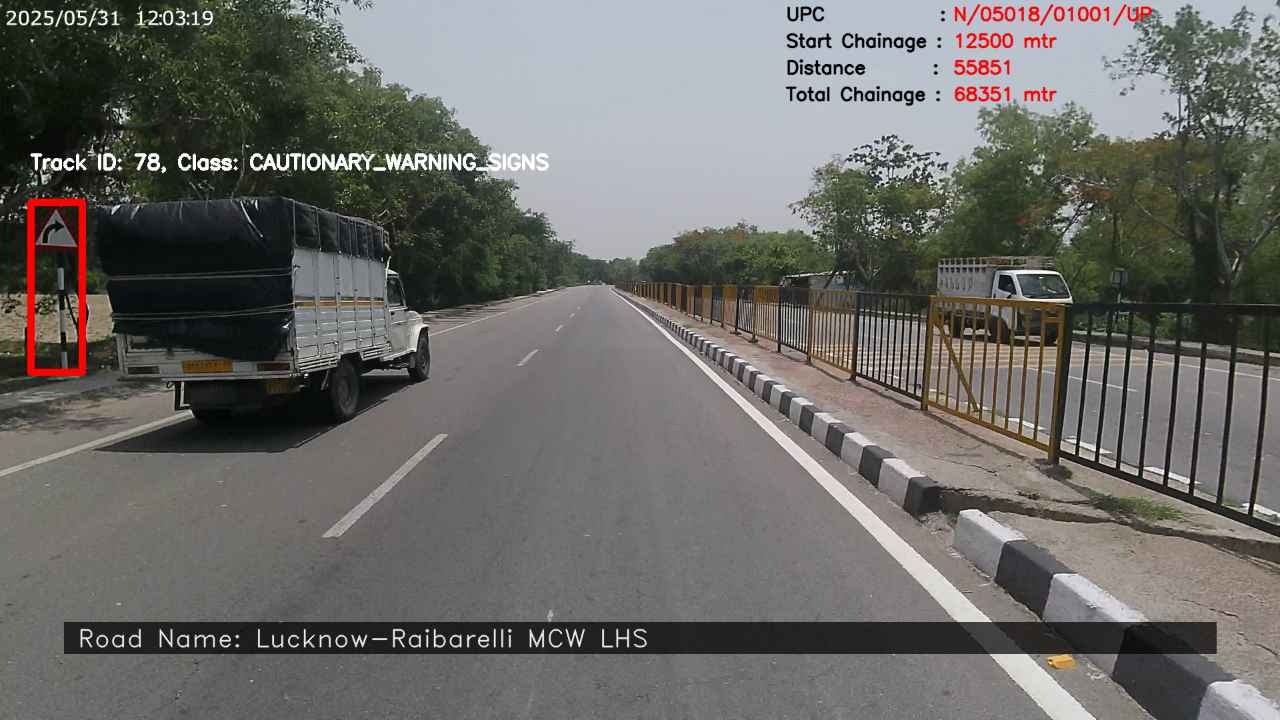 2025/05/31 12:03:19
UPC : N/05018/01001/UP
Start Chainage : 12500 mtr
Distance : 55851
Total Chainage : 68351 mtr
Track ID: 78, Class: CAUTIONARY_WARNING_SIGNS
Road Name: Lucknow-Raibarelli MCW LHS